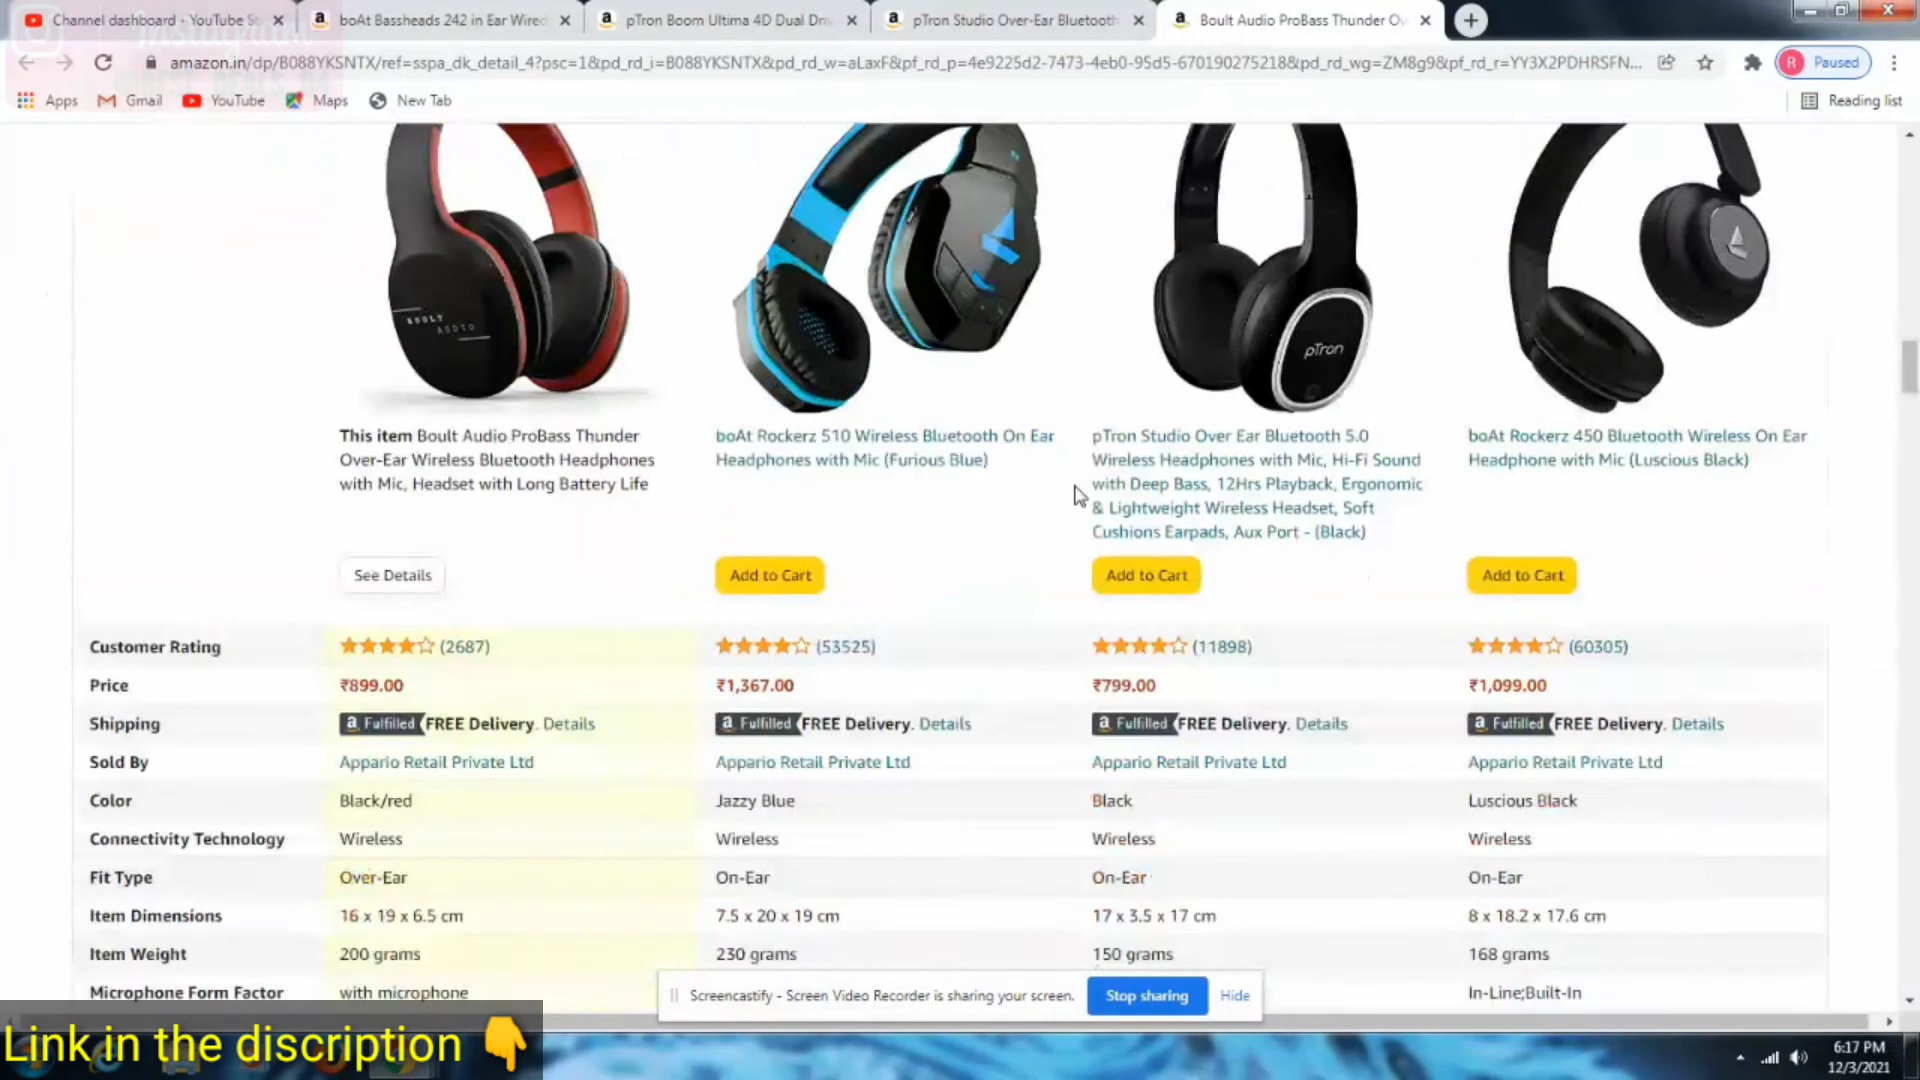 Channel dashboard - YouTube St
boAt Bassheads 242 in Ear Wired
pTron Boom Ultima 4D Dual Driv
pTron Studio Over-Ear Bluetooth
Boult Audio ProBass Thunder Ov
Instagram
amazon.in/dp/B088YKSNTX/ref=sspa_dk_detail_4?psc=1&pd_rd_i=B088YKSNTX&pd_rd_w=aLaxF&pf_rd_p=4e9225d2-7473-4eb0-95d5-670190275218&pd_rd_wg=ZM8g9&pf_rd_r=YY3X2PDHRSFN...
R Paused
Apps Gmail YouTube Maps New Tab Reading list
BOULT
AUDIO
pTron
This item Boult Audio ProBass Thunder
Over-Ear Wireless Bluetooth Headphones
with Mic, Headset with Long Battery Life
boAt Rockerz 510 Wireless Bluetooth On Ear
Headphones with Mic (Furious Blue)
pTron Studio Over Ear Bluetooth 5.0
Wireless Headphones with Mic, Hi-Fi Sound
with Deep Bass, 12Hrs Playback, Ergonomic
& Lightweight Wireless Headset, Soft
Cushions Earpads, Aux Port - (Black)
boAt Rockerz 450 Bluetooth Wireless On Ear
Headphone with Mic (Luscious Black)
See Details Add to Cart Add to Cart Add to Cart
Customer Rating (2687) (53525) (11898) (60305)
Price ₹899.00 ₹1,367.00 ₹799.00 ₹1,099.00
Shipping a Fulfilled FREE Delivery. Details a Fulfilled FREE Delivery. Details a Fulfilled FREE Delivery. Details a Fulfilled FREE Delivery. Details
Sold By Appario Retail Private Ltd Appario Retail Private Ltd Appario Retail Private Ltd Appario Retail Private Ltd
Color Black/red Jazzy Blue Black Luscious Black
Connectivity Technology Wireless Wireless Wireless Wireless
Fit Type Over-Ear On-Ear On-Ear On-Ear
Item Dimensions 16 x 19 x 6.5 cm 7.5 x 20 x 19 cm 17 x 3.5 x 17 cm 8 x 18.2 x 17.6 cm
Item Weight 200 grams 230 grams 150 grams 168 grams
Microphone Form Factor with microphone In-Line;Built-In
Screencastify - Screen Video Recorder is sharing your screen. Stop sharing Hide
Link in the discription
6:17 PM
12/3/2021